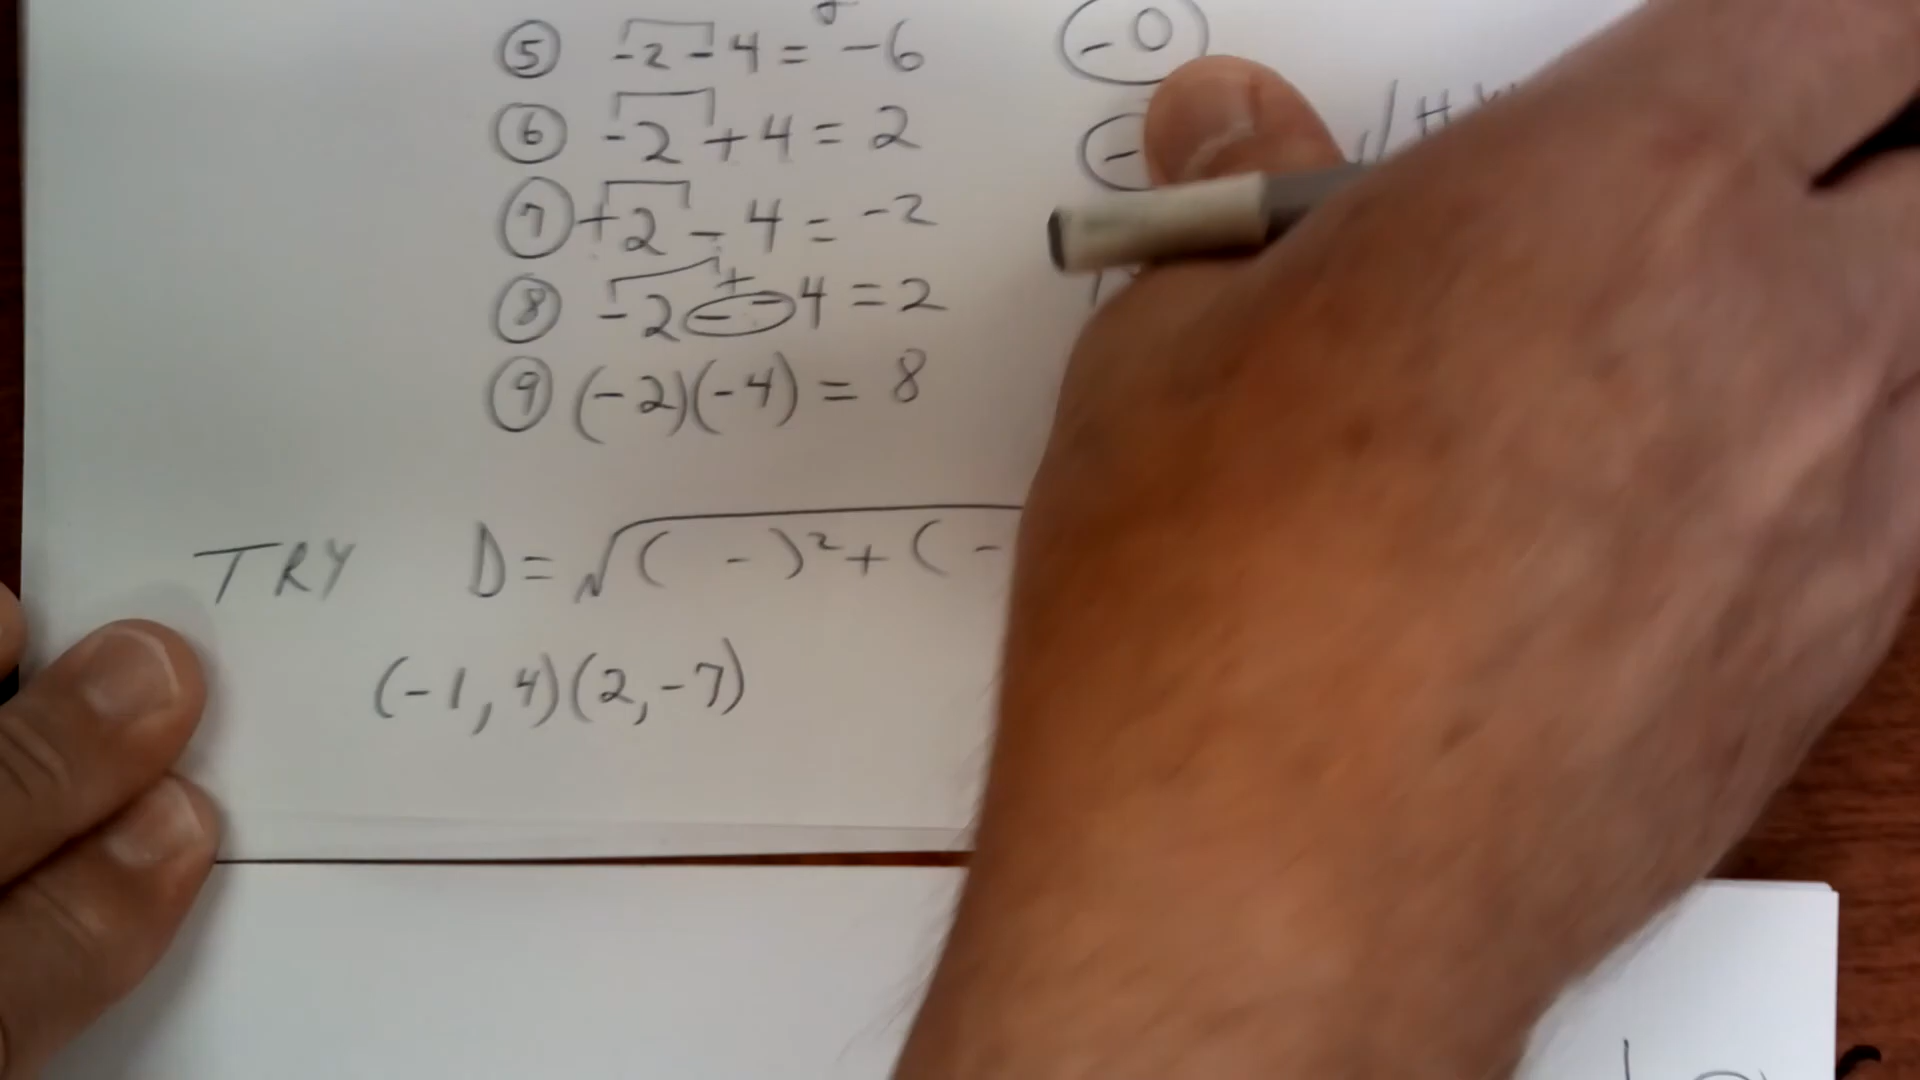 ⑤ -2 - 4 = -6
⑥ -2 + 4 = 2
⑦ +2 - 4 = -2
⑧ -2 - + - 4 = 2
⑨ (-2)(-4) = 8
-0
-
TRY D = √( - )² + ( -
(-1, 4)(2, -7)